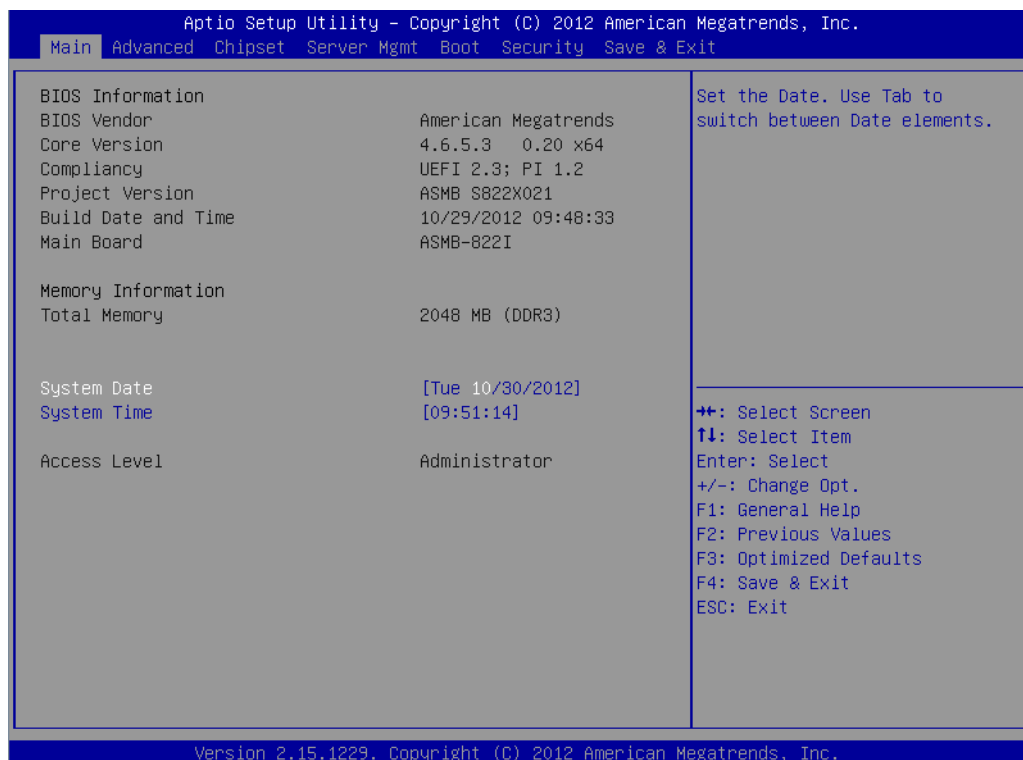 Aptio Setup Utility – Copyright (C) 2012 American Megatrends, Inc.
Main Advanced Chipset Server Mgmt Boot Security Save & Exit
BIOS Information
BIOS Vendor American Megatrends
Core Version 4.6.5.3 0.20 x64
Compliancy UEFI 2.3; PI 1.2
Project Version ASMB S822X021
Build Date and Time 10/29/2012 09:48:33
Main Board ASMB-822I
Memory Information
Total Memory 2048 MB (DDR3)
System Date [Tue 10/30/2012]
System Time [09:51:14]
Access Level Administrator
Set the Date. Use Tab to
switch between Date elements.
→←: Select Screen
↑↓: Select Item
Enter: Select
+/-: Change Opt.
F1: General Help
F2: Previous Values
F3: Optimized Defaults
F4: Save & Exit
ESC: Exit
Version 2.15.1229. Copyright (C) 2012 American Megatrends, Inc.